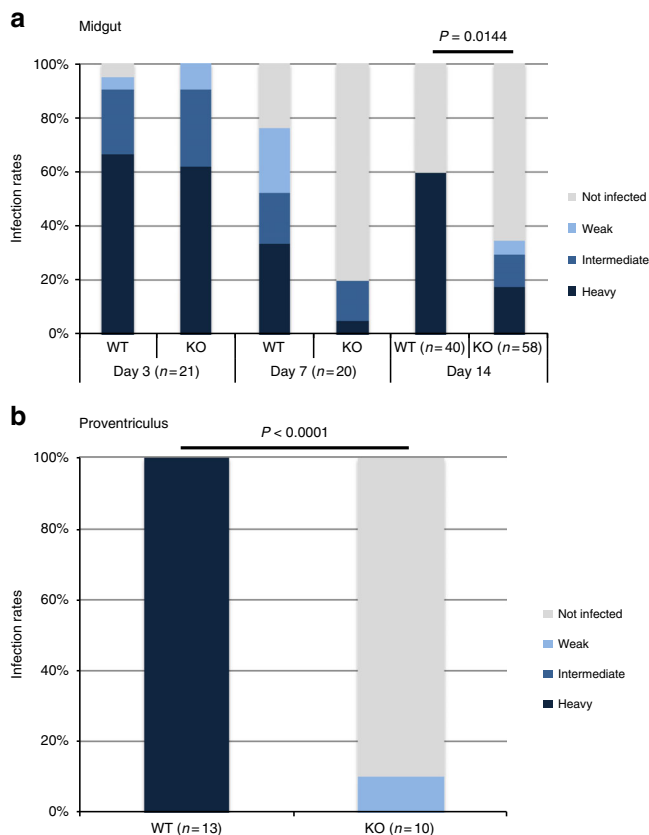 a
Midgut
P = 0.0144
100%
80%
60%
40%
20%
0%
Infection rates
Not infected
Weak
Intermediate
Heavy
WT KO WT KO WT (n=40) KO (n=58)
Day 3 (n=21) Day 7 (n=20) Day 14
b
Proventriculus
P < 0.0001
100%
80%
60%
40%
20%
0%
Infection rates
Not infected
Weak
Intermediate
Heavy
WT (n=13) KO (n=10)